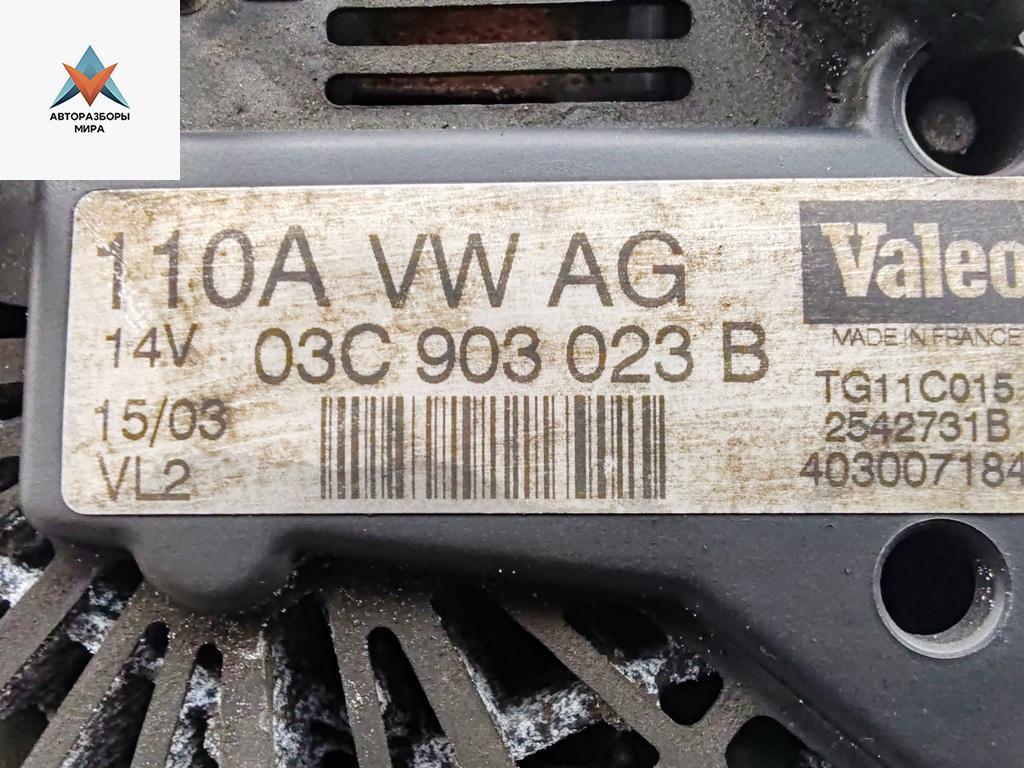 АВТОРАЗБОРЫ
МИРА
110A VW AG
14V 03C 903 023 B
15/03
VL2
Valeo
MADE IN FRANCE
TG11C015
2542731B
403007184